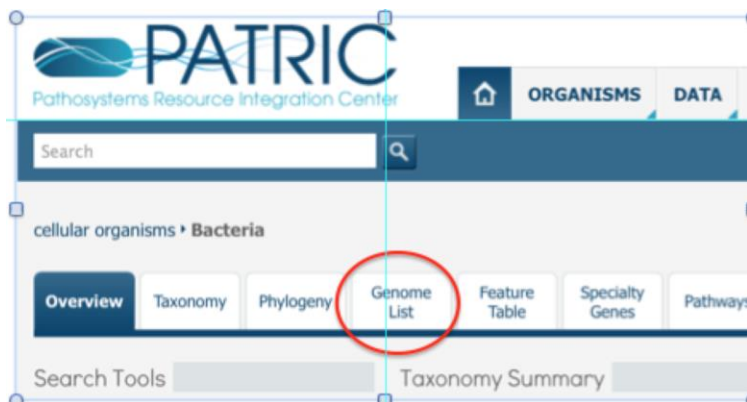 PATRIC
Pathosystems Resource Integration Center
ORGANISMS
DATA
Search
cellular organisms ‣ Bacteria
Overview
Taxonomy
Phylogeny
Genome
List
Feature
Table
Specialty
Genes
Pathways
Search Tools
Taxonomy Summary